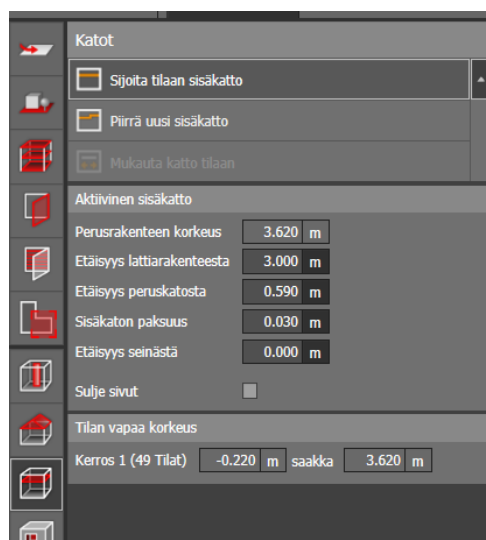 Katot
Sijoita tilaan sisäkatto
Piirrä uusi sisäkatto
Mukauta katto tilaan
Aktiivinen sisäkatto
Perusrakenteen korkeus 3.620 m
Etäisyys lattiarakenteesta 3.000 m
Etäisyys peruskatosta 0.590 m
Sisäkaton paksuus 0.030 m
Etäisyys seinästä 0.000 m
Sulje sivut
Tilan vapaa korkeus
Kerros 1 (49 Tilat) -0.220 m saakka 3.620 m